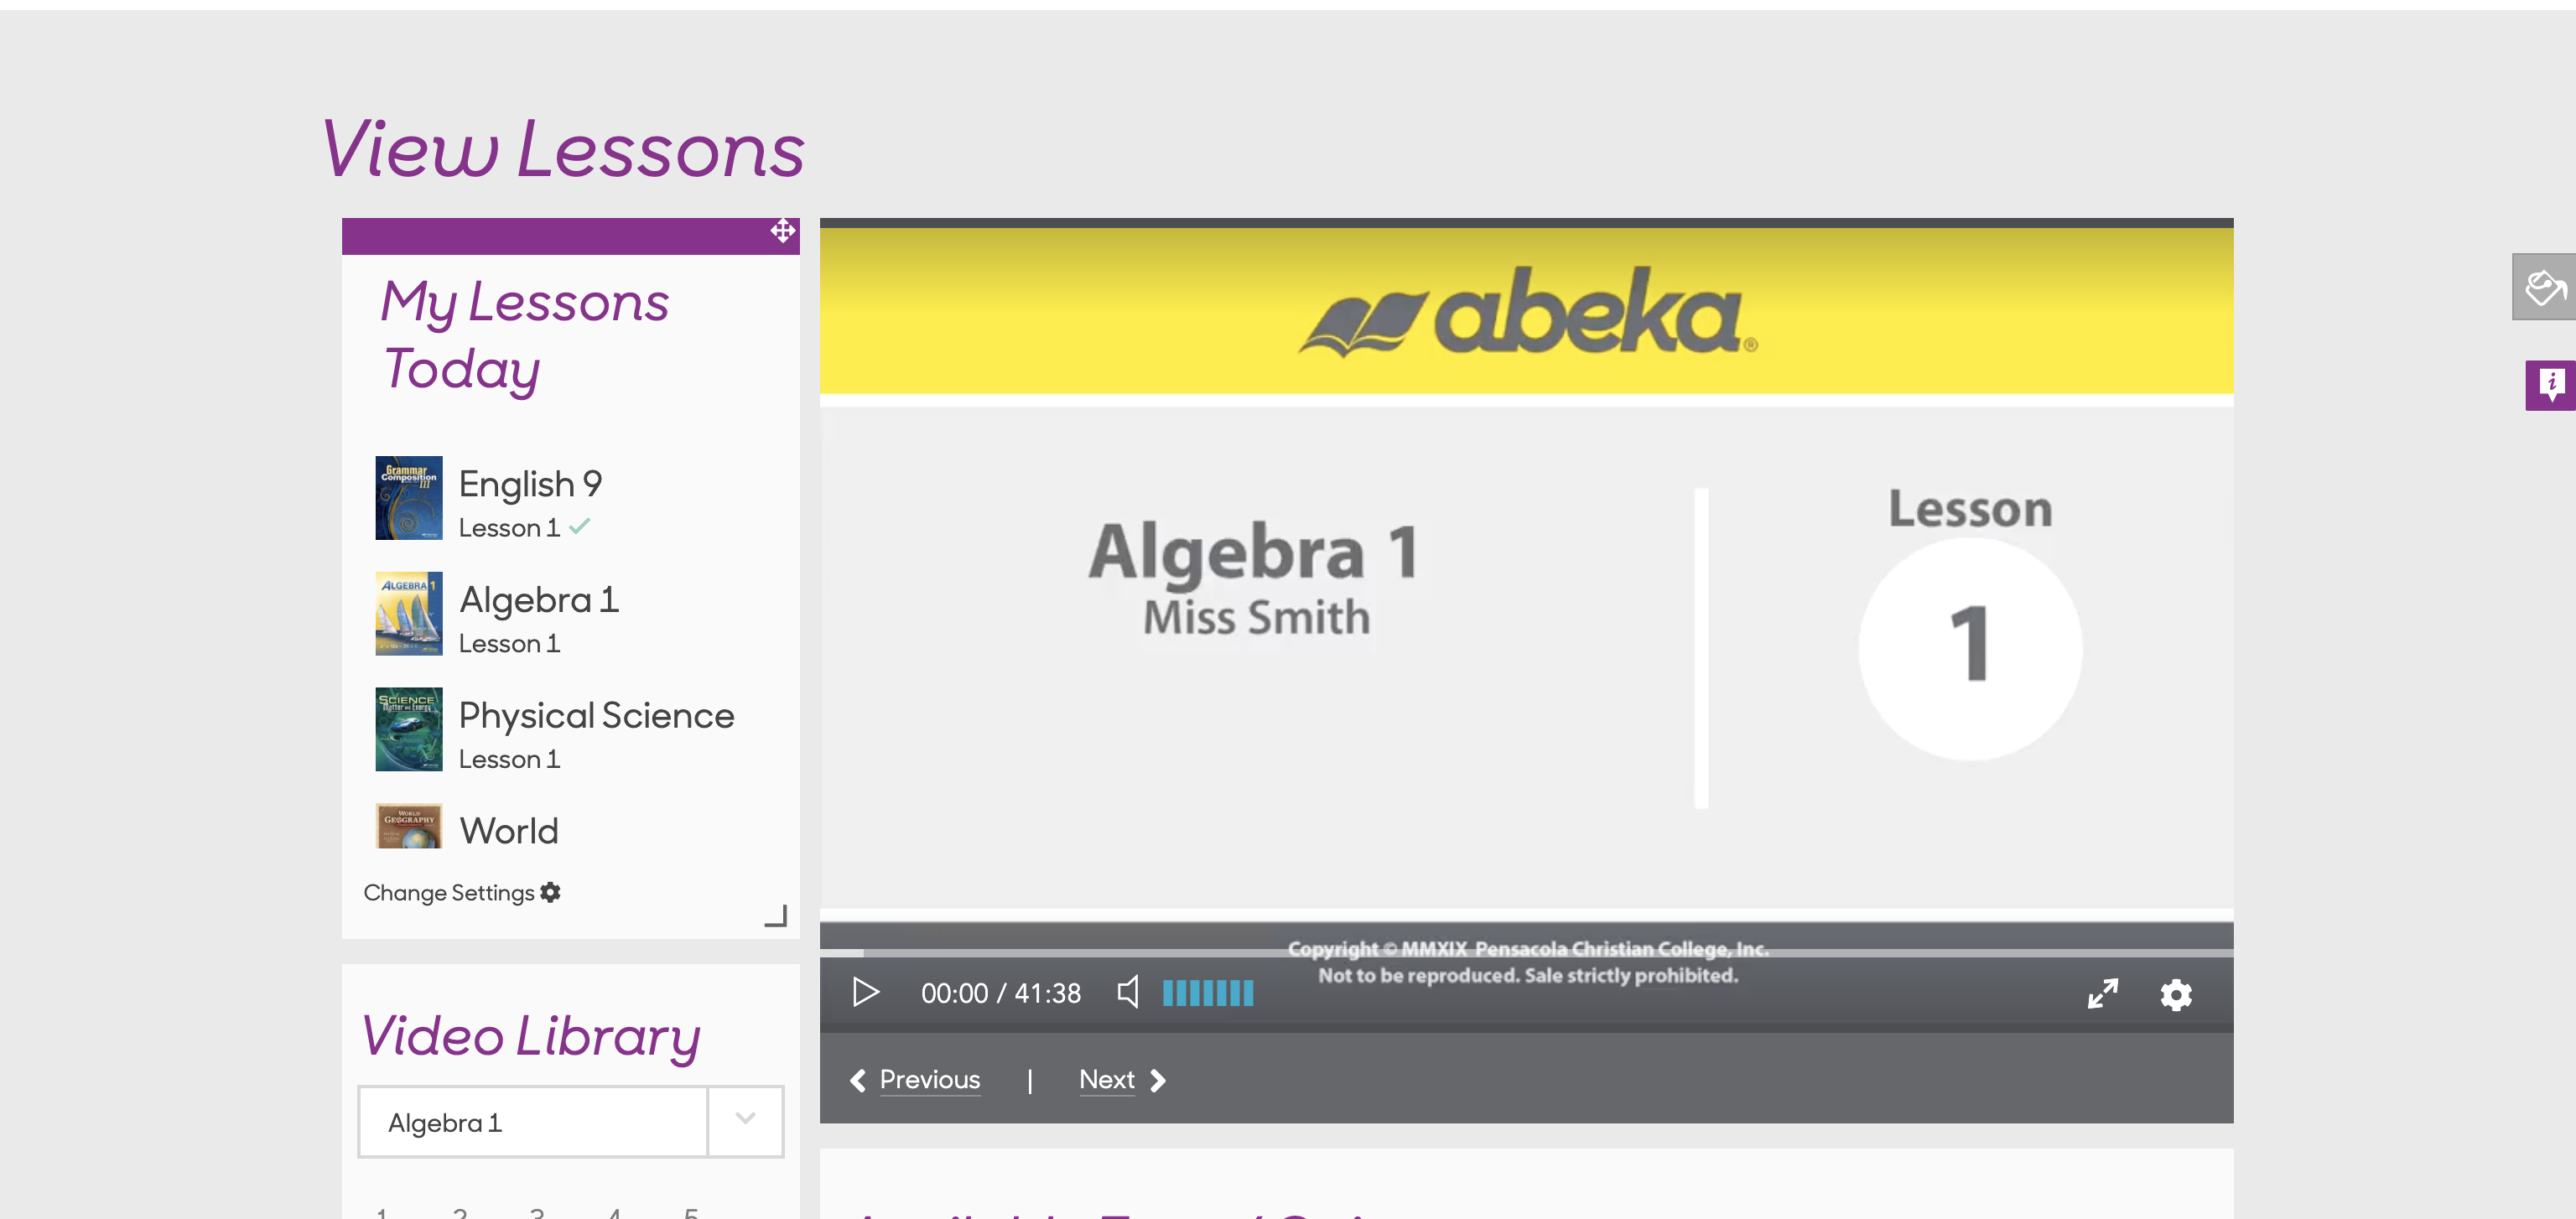 View Lessons
My Lessons
Today
Grammar
Composition
III
English 9
Lesson 1
ALGEBRA 1
Algebra 1
Lesson 1
SCIENCE
Matter and Energy
Physical Science
Lesson 1
WORLD
GEOGRAPHY
World
Change Settings
abeka®
Algebra 1
Miss Smith
Lesson
1
Copyright © MMXIX Pensacola Christian College, Inc.
Not to be reproduced. Sale strictly prohibited.
00:00 / 41:38
Previous | Next
Video Library
Algebra 1
1 2 3 4 5